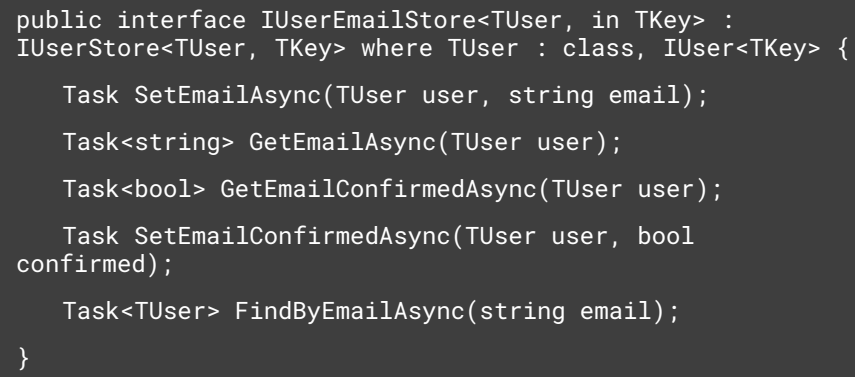 public interface IUserEmailStore<TUser, in TKey> :
IUserStore<TUser, TKey> where TUser : class, IUser<TKey> {
Task SetEmailAsync(TUser user, string email);
Task<string> GetEmailAsync(TUser user);
Task<bool> GetEmailConfirmedAsync(TUser user);
Task SetEmailConfirmedAsync(TUser user, bool
confirmed);
Task<TUser> FindByEmailAsync(string email);
}